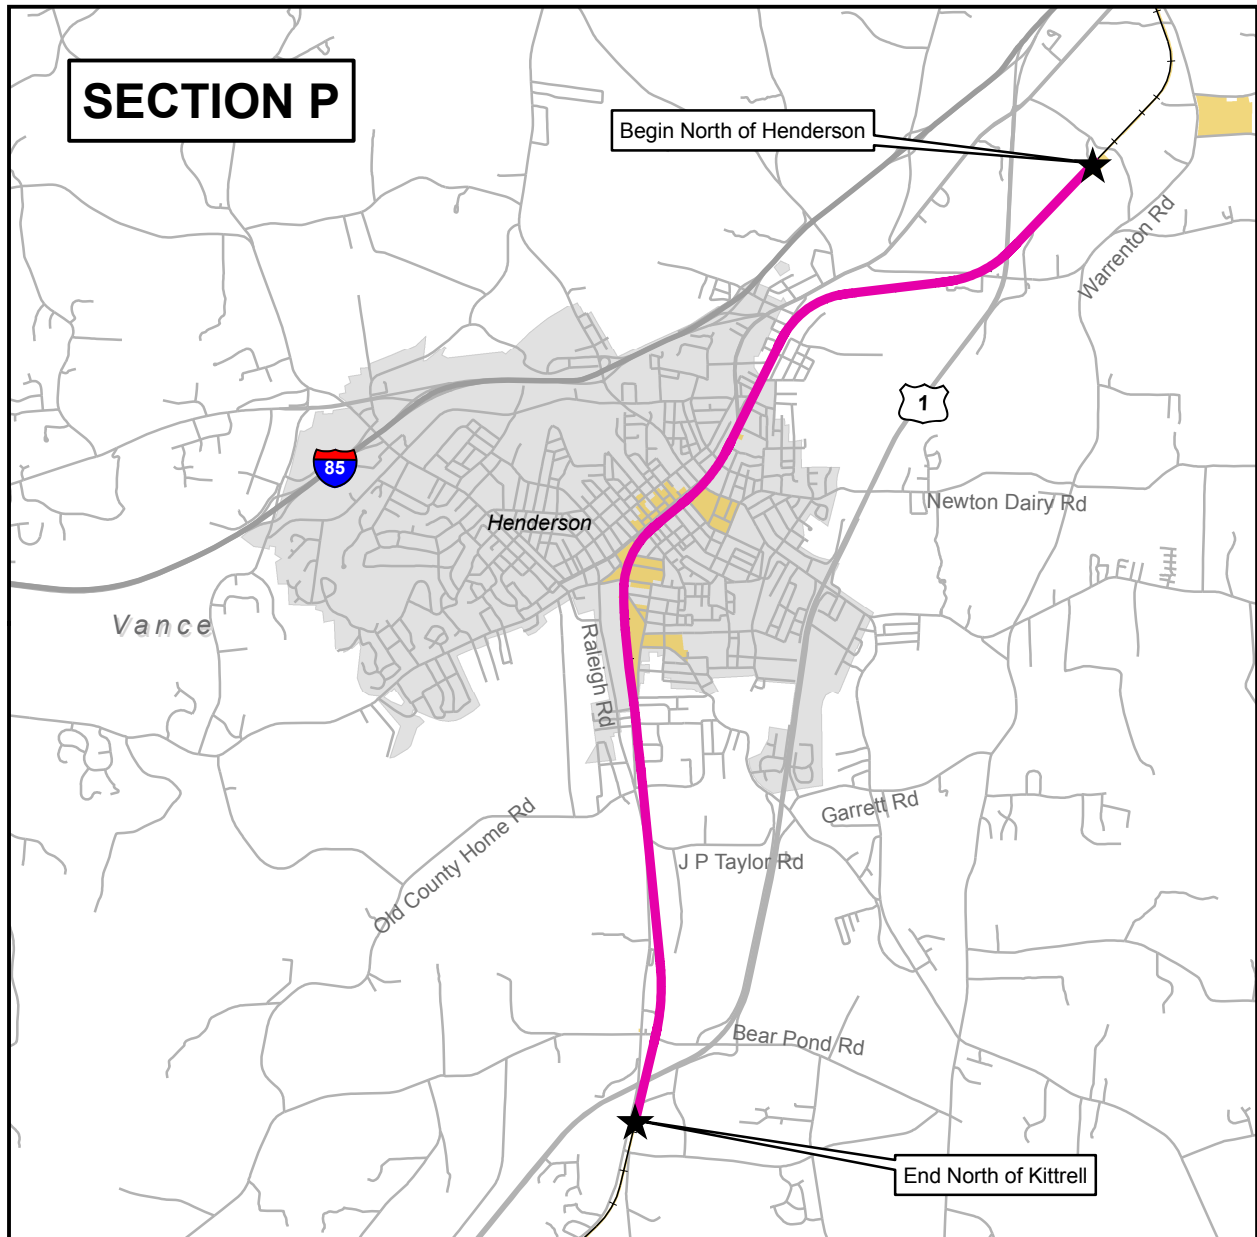 SECTION P
Begin North of Henderson
Warrenton Rd
1
85
Newton Dairy Rd
Henderson
Vance
Raleigh Rd
Garrett Rd
Old County Home Rd
J P Taylor Rd
Bear Pond Rd
End North of Kittrell